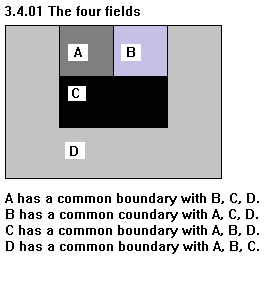 3.4.01 The four fields
A
B
C
D
A has a common boundary with B, C, D.
B has a common coundary with A, C, D.
C has a common boundary with A, B, D.
D has a common boundary with A, B, C.